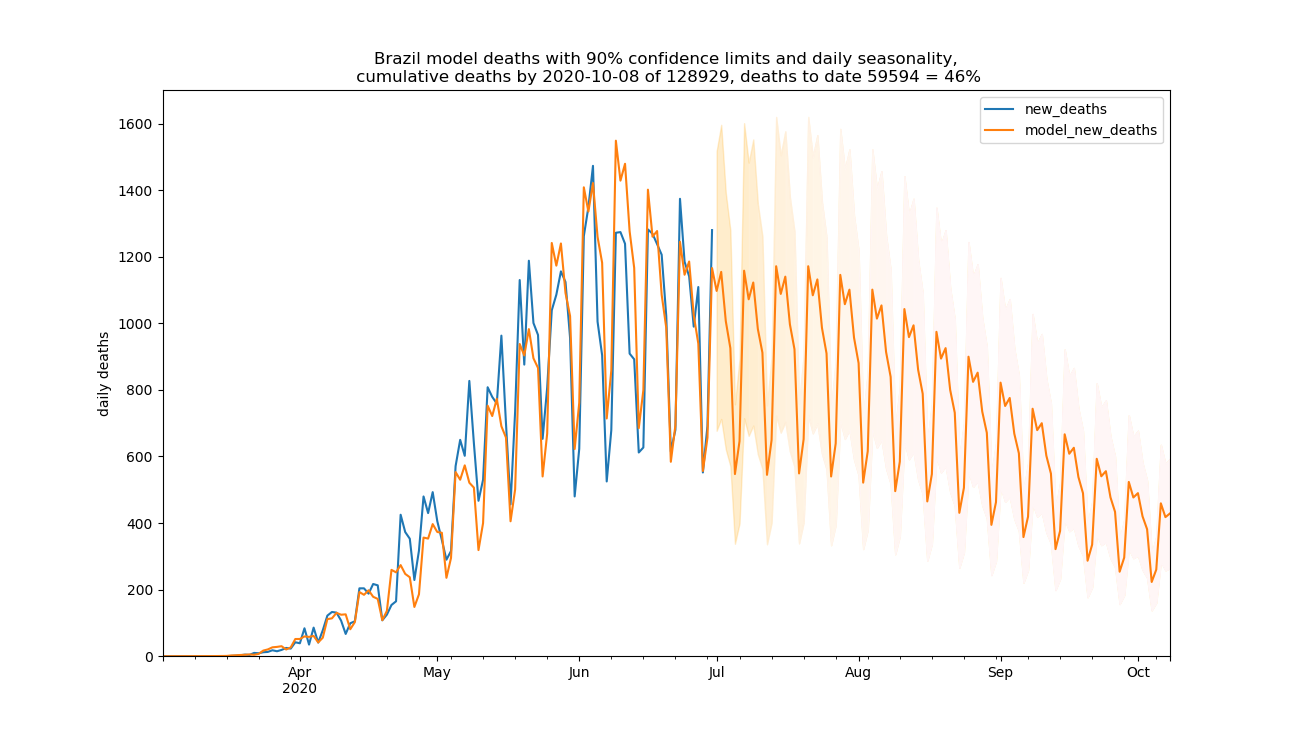 Brazil model deaths with 90% confidence limits and daily seasonality,
cumulative deaths by 2020-10-08 of 128929, deaths to date 59594 = 46%
new_deaths
model_new_deaths
daily deaths
1600
1400
1200
1000
800
600
400
200
0
Apr
2020
May
Jun
Jul
Aug
Sep
Oct